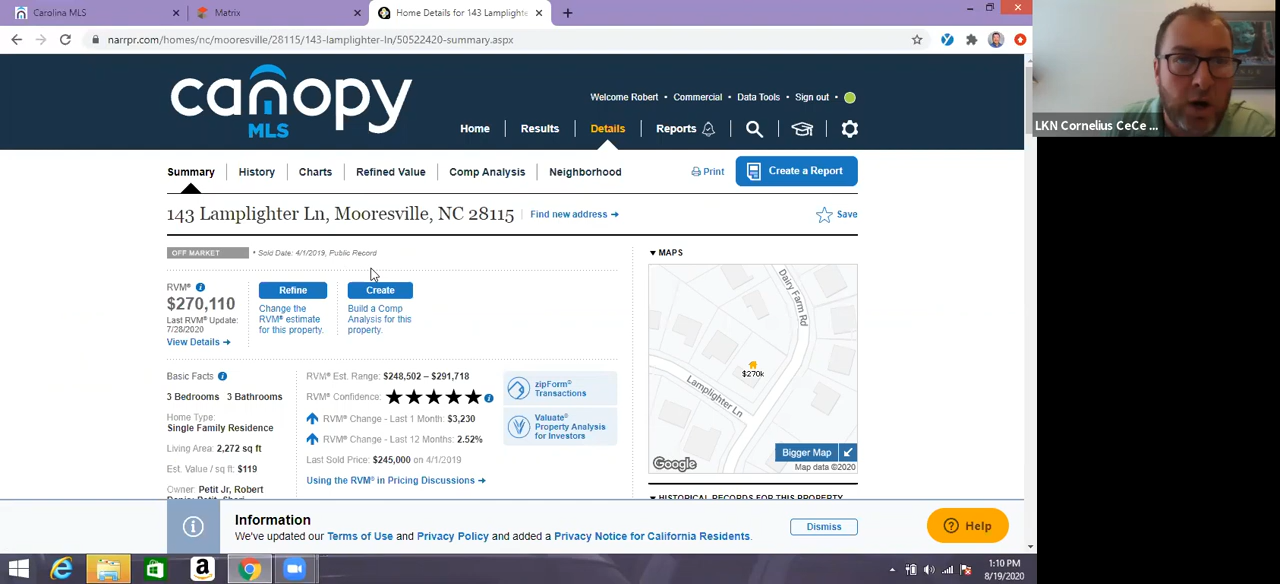 Carolina MLS
Matrix
Home Details for 143 Lamplighte
narrpr.com/homes/nc/mooresville/28115/143-lamplighter-ln/50522420-summary.aspx
canopy
MLS
Welcome Robert • Commercial • Data Tools • Sign out •
Home
Results
Details
Reports
Summary
History
Charts
Refined Value
Comp Analysis
Neighborhood
Print
Create a Report
143 Lamplighter Ln, Mooresville, NC 28115
Find new address
Save
OFF MARKET
• Sold Date: 4/1/2019, Public Record
RVM®
$270,110
Last RVM® Update:
7/28/2020
View Details
Refine
Change the
RVM® estimate
for this property.
Create
Build a Comp
Analysis for this
property.
Basic Facts
3 Bedrooms 3 Bathrooms
Home Type:
Single Family Residence
Living Area: 2,272 sq ft
Est. Value / sq ft: $119
Owner: Petit Jr, Robert
RVM® Est. Range: $248,502 – $291,718
RVM® Confidence:
RVM® Change - Last 1 Month: $3,230
RVM® Change - Last 12 Months: 2.52%
Last Sold Price: $245,000 on 4/1/2019
Using the RVM® in Pricing Discussions
zipForm®
Transactions
Valuate®
Property Analysis
for Investors
MAPS
Dairy Farm Rd
$270k
Lamplighter Ln
Bigger Map
Google
Map data ©2020
HISTORICAL RECORDS FOR THIS PROPERTY
Information
We've updated our Terms of Use and Privacy Policy and added a Privacy Notice for California Residents.
Dismiss
Help
LKN Cornelius CeCe ...
1:10 PM
8/19/2020